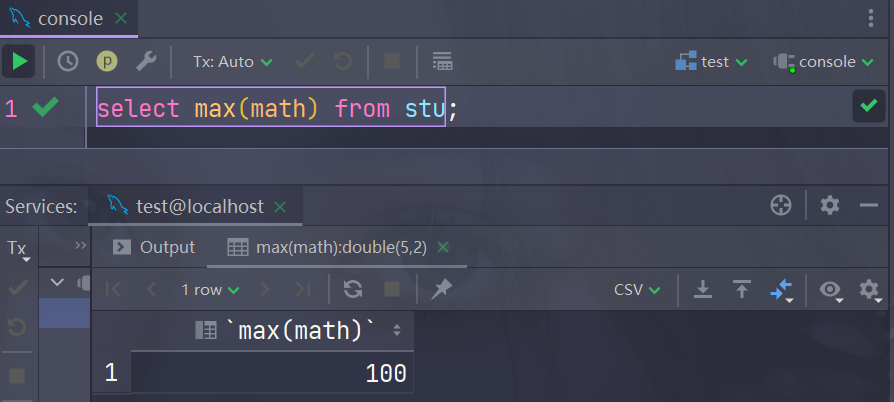 console
Tx: Auto
test
console
1 select max(math) from stu;
Services:
test@localhost
Tx
Output
max(math):double(5,2)
1 row
CSV
`max(math)`
1 100